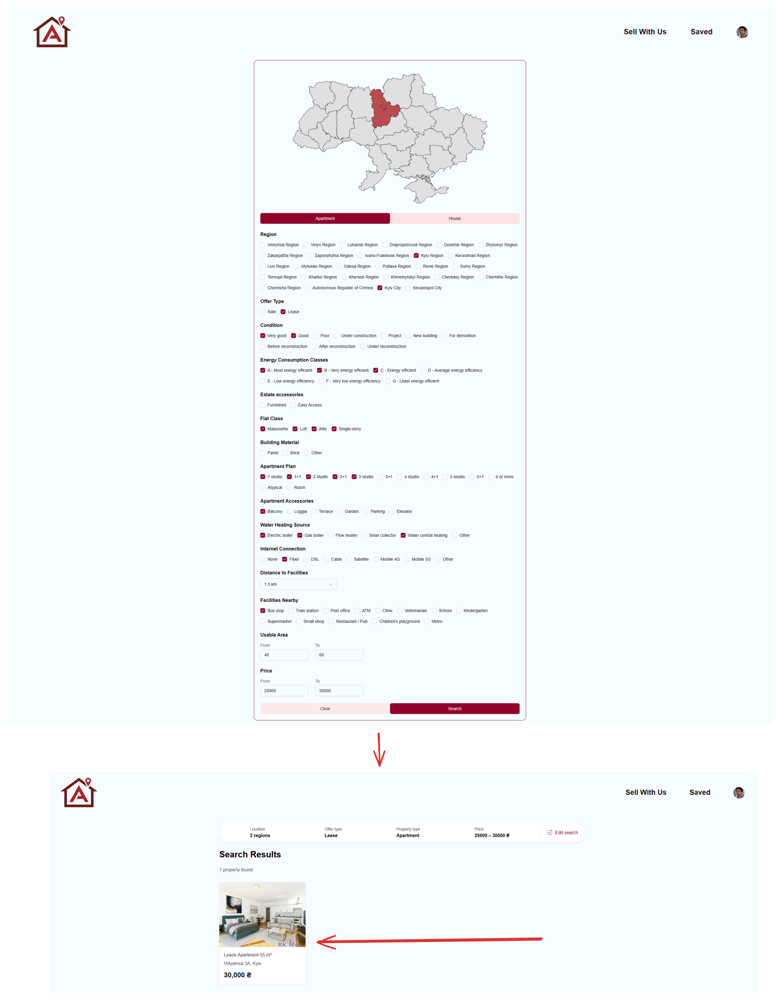 A
Sell With Us
Saved
Apartment
House
Region
Vinnytsia Region Volyn Region Luhansk Region Dnipropetrovsk Region Donetsk Region Zhytomyr Region
Zakarpattia Region Zaporizhzhia Region Ivano-Frankivsk Region Kyiv Region Kirovohrad Region
Lviv Region Mykolaiv Region Odesa Region Poltava Region Rivne Region Sumy Region
Ternopil Region Kharkiv Region Kherson Region Khmelnytskyi Region Cherkasy Region Chernihiv Region
Chernivtsi Region Autonomous Republic of Crimea Kyiv City Sevastopol City
Offer Type
Sale Lease
Condition
Very good Good Poor Under construction Project New building For demolition
Before reconstruction After reconstruction Under reconstruction
Energy Consumption Classes
A - Most energy efficient B - Very energy efficient C - Energy efficient D - Average energy efficiency
E - Low energy efficiency F - Very low energy efficiency G - Least energy efficient
Estate accessories
Furnished Easy Access
Flat Class
Maisonette Loft Attic Single-story
Building Material
Panel Brick Other
Apartment Plan
1 studio 1+1 2 studio 2+1 3 studio 3+1 4 studio 4+1 5 studio 5+1 6 or more
Atypical Room
Apartment Accessories
Balcony Loggia Terrace Garden Parking Elevator
Water Heating Source
Electric boiler Gas boiler Flow heater Solar collector Water central heating Other
Internet Connection
None Fiber DSL Cable Satellite Mobile 4G Mobile 5G Other
Distance to Facilities
1.5 km
Facilities Nearby
Bus stop Train station Post office ATM Clinic Veterinarian School Kindergarten
Supermarket Small shop Restaurant / Pub Children's playground Metro
Usable Area
From To
40 60
Price
From To
25000 35000
Clear Search
A
Sell With Us
Saved
Location Offer type Property type Price
2 regions Lease Apartment 25000 – 35000 ₴
Edit search
Search Results
1 property found
RK Mo
Lease Apartment 55 m²
Villyamsa 3A, Kyiv
30,000 ₴